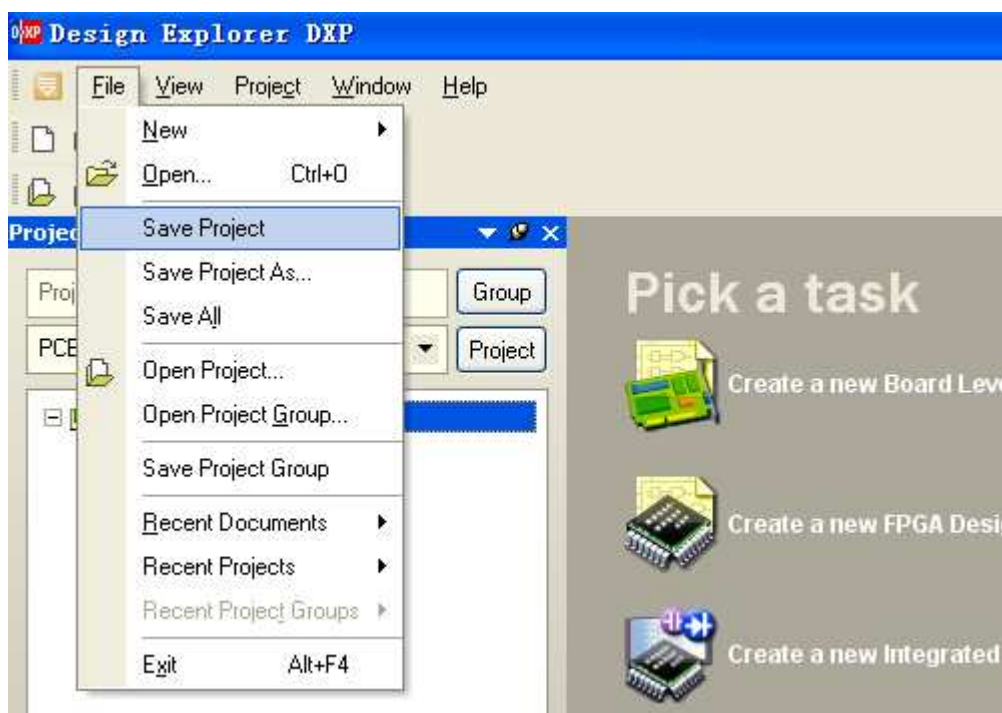 Design Explorer DXP
File View Project Window Help
New
Open... Ctrl+O
Save Project
Save Project As...
Save All
Open Project...
Open Project Group...
Save Project Group
Recent Documents
Recent Projects
Recent Project Groups
Exit Alt+F4
Group
Project
Pick a task
Create a new Board
Create a new FPGA
Create a new Integrated